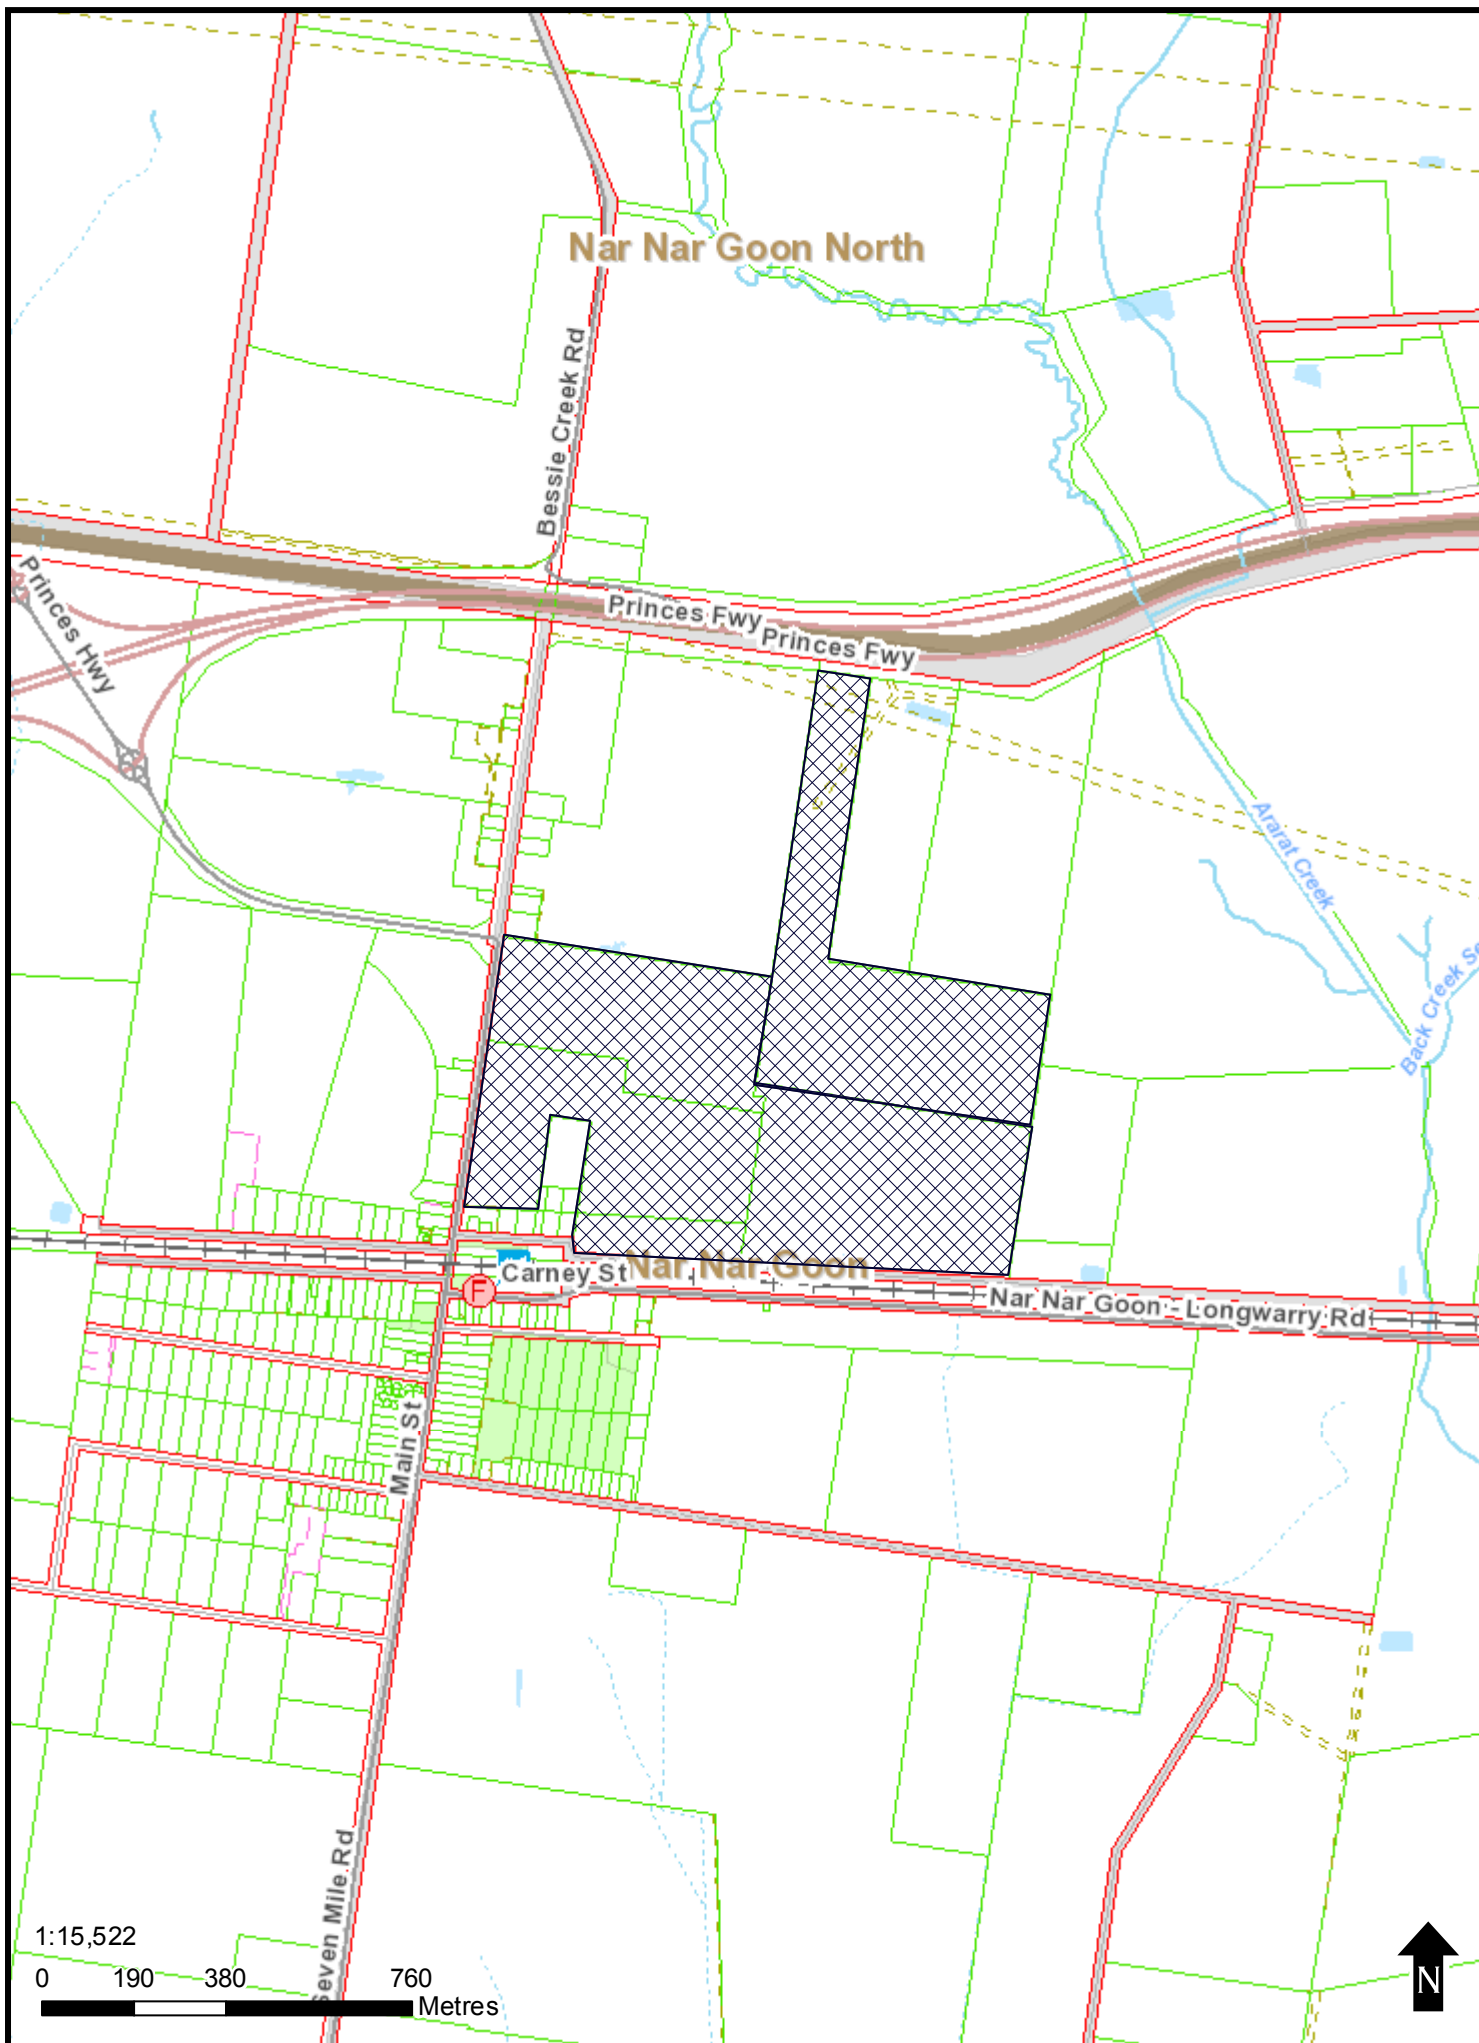 Nar Nar Goon North
Bessie Creek Rd
Princes Hwy
Princes Fwy
Princes Fwy
Ararat Creek
Back Creek
Nar Nar Goon
Carney St
F
Nar Nar Goon - Longwarry Rd
Main St
Seven Mile Rd
1:15,522
0 190 380 760
Metres
N